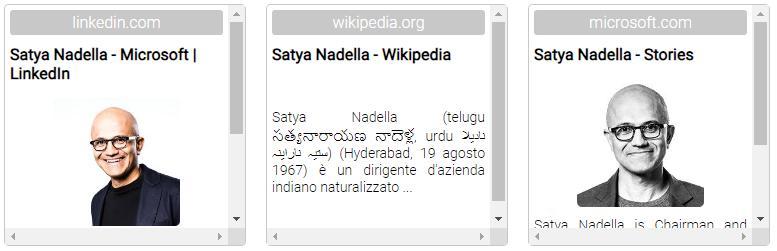 linkedin.com
Satya Nadella - Microsoft |
LinkedIn
wikipedia.org
Satya Nadella - Wikipedia
Satya Nadella (telugu
సత్యనారాయణ నాదెళ్ల, urdu نادیلا
ستیہ نارائنہ) (Hyderabad, 19 agosto
1967) è un dirigente d'azienda
indiano naturalizzato ...
microsoft.com
Satya Nadella - Stories
Satya Nadella is Chairman and